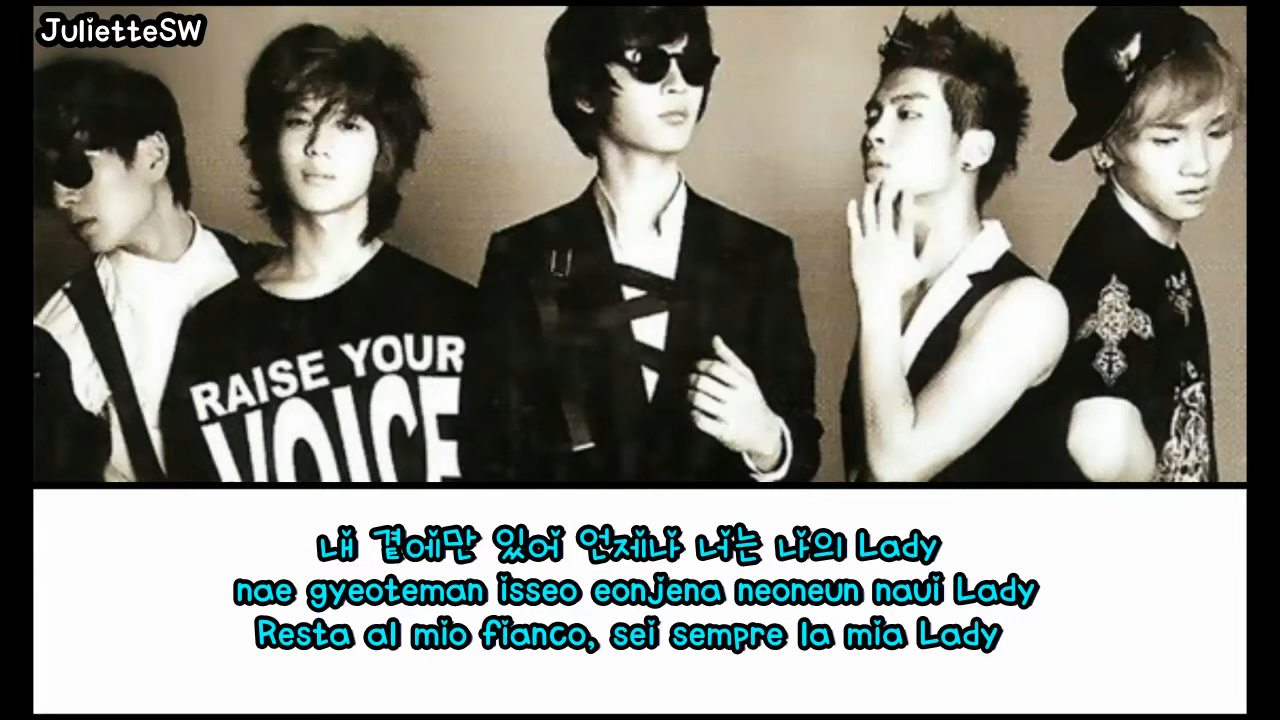 JulietteSW
RAISE YOUR
VOICE
내 곁에만 있어 언제나 너는 나의 Lady
nae gyeoteman isseo eonjena neoneun naui Lady
Resta al mio fianco, sei sempre la mia Lady